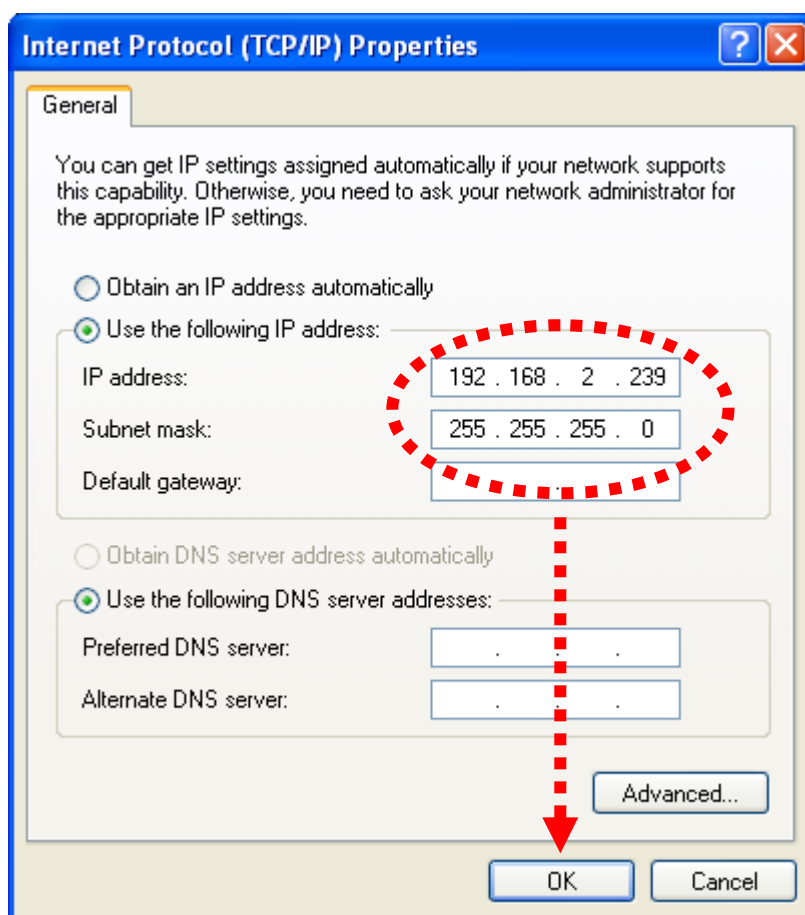 Internet Protocol (TCP/IP) Properties
General
You can get IP settings assigned automatically if your network supports
this capability. Otherwise, you need to ask your network administrator for
the appropriate IP settings.
Obtain an IP address automatically
Use the following IP address:
IP address: 192 . 168 . 2 . 239
Subnet mask: 255 . 255 . 255 . 0
Default gateway:
Obtain DNS server address automatically
Use the following DNS server addresses:
Preferred DNS server: . . .
Alternate DNS server: . . .
Advanced...
OK Cancel